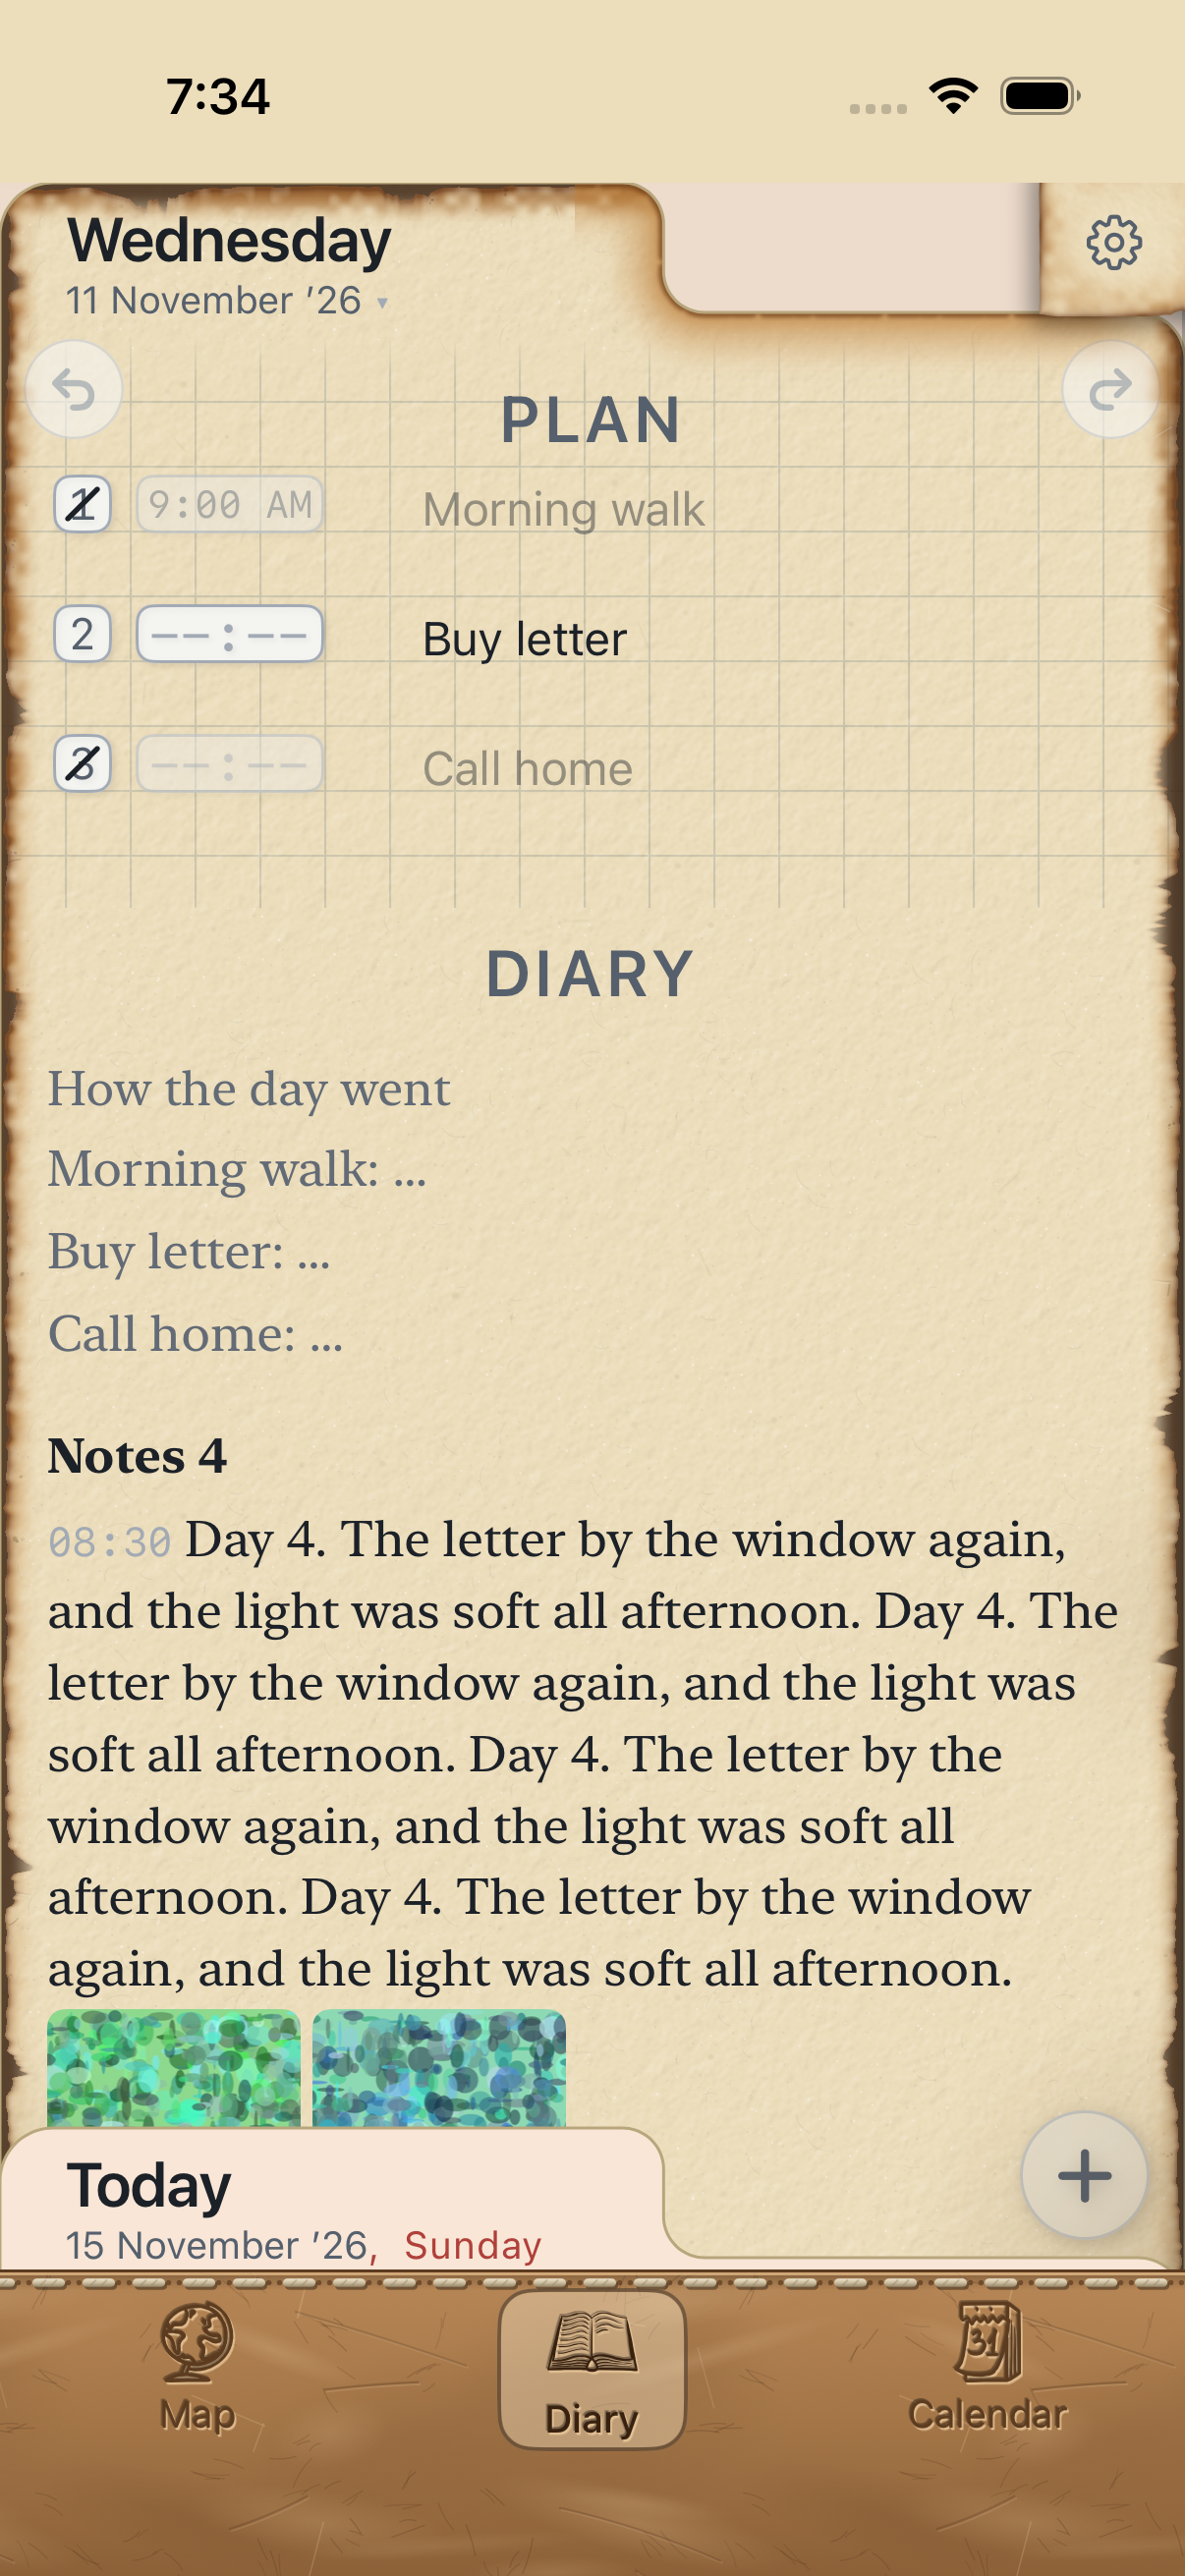 7:34
Wednesday
11 November ’26 ▾
PLAN
1 9:00 AM Morning walk
2 --:-- Buy letter
3 --:-- Call home
DIARY
How the day went
Morning walk: ...
Buy letter: ...
Call home: ...
Notes 4
08:30 Day 4. The letter by the window again,
and the light was soft all afternoon. Day 4. The
letter by the window again, and the light was
soft all afternoon. Day 4. The letter by the
window again, and the light was soft all
afternoon. Day 4. The letter by the window
again, and the light was soft all afternoon.
Today
15 November ’26, Sunday
31
Map
Diary
Calendar